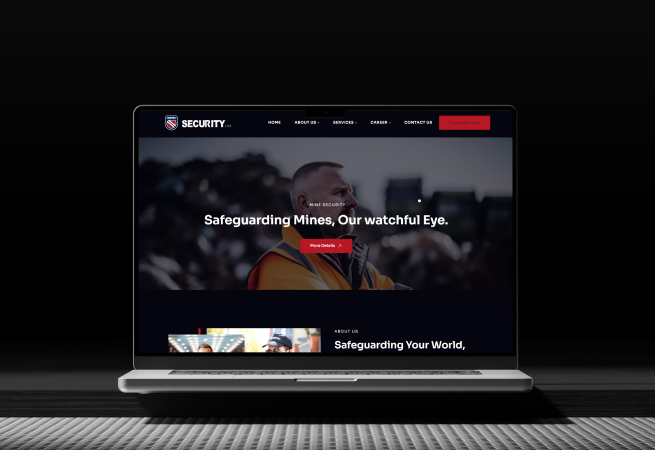 SECURITY
HOME ABOUT US SERVICES CAREER CONTACT US
MINE SECURITY
Safeguarding Mines, Our watchful Eye.
More Details
ABOUT US
Safeguarding Your World,